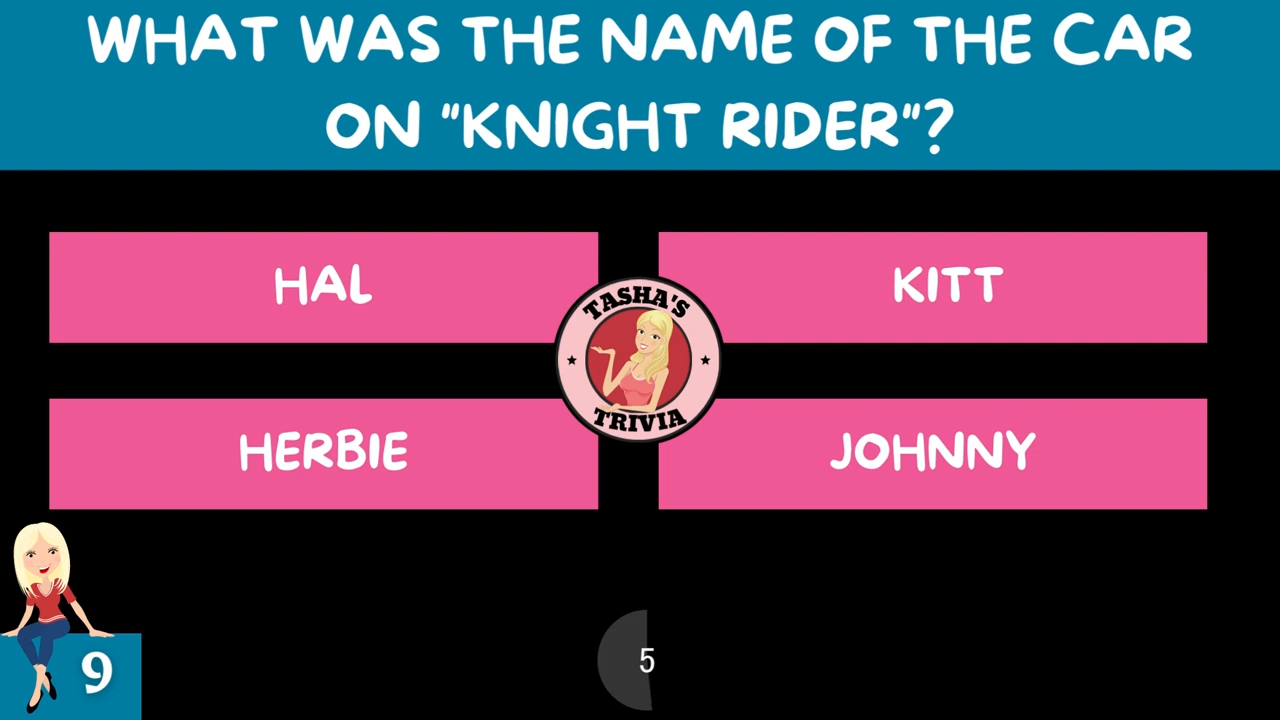 WHAT WAS THE NAME OF THE CAR
ON "KNIGHT RIDER"?
HAL
KITT
TASHA'S
TRIVIA
HERBIE
JOHNNY
9
5